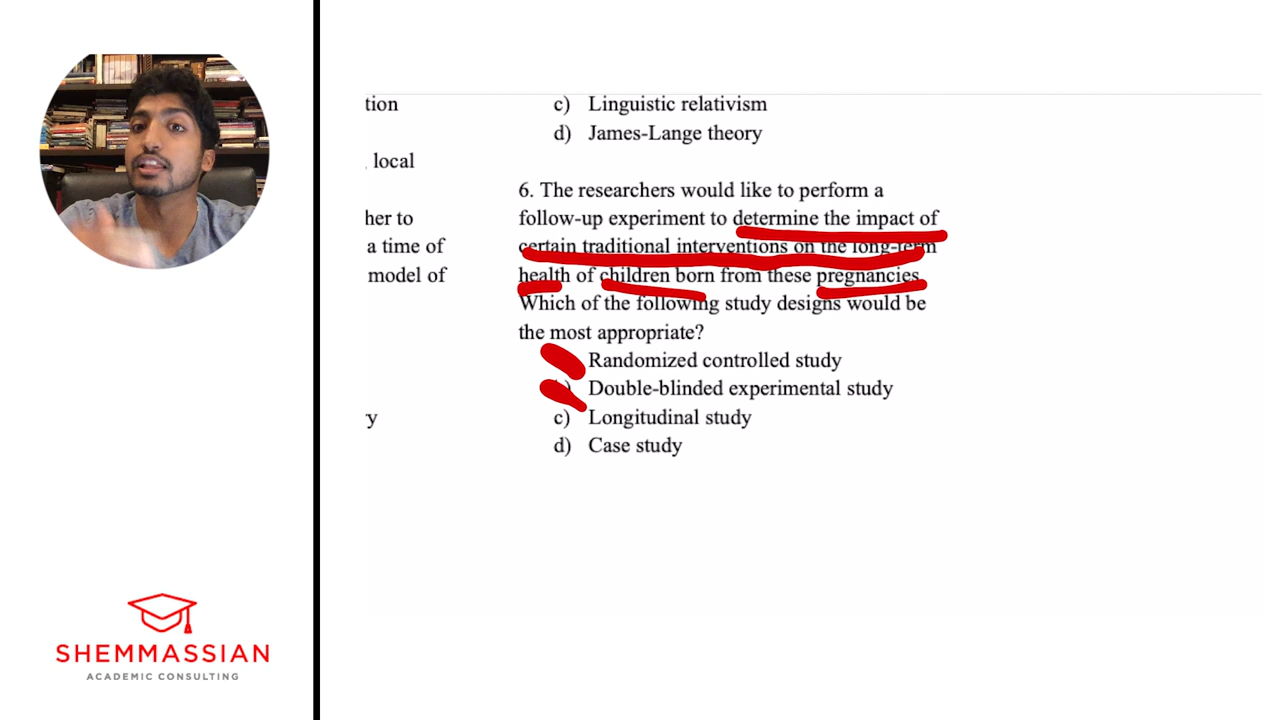 tion
local
her to
a time of
model of
y
c) Linguistic relativism
d) James-Lange theory
6. The researchers would like to perform a
follow-up experiment to determine the impact of
certain traditional interventions on the long-term
health of children born from these pregnancies.
Which of the following study designs would be
the most appropriate?
Randomized controlled study
Double-blinded experimental study
c) Longitudinal study
d) Case study
SHEMMASSIAN
ACADEMIC CONSULTING